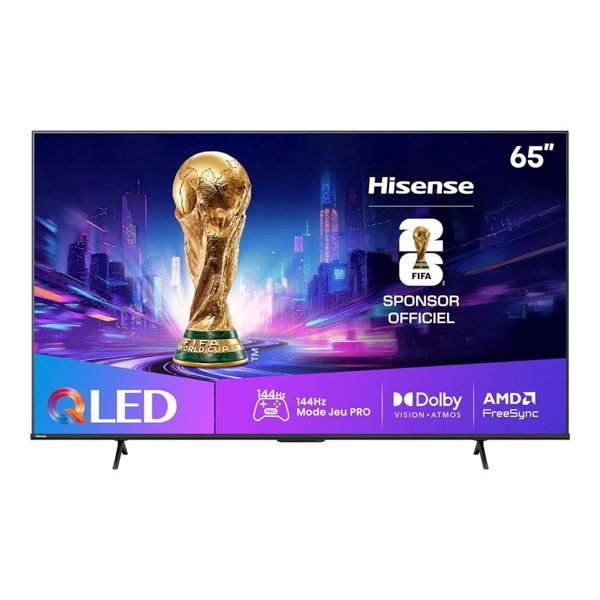 65"
Hisense
26
FIFA
SPONSOR
OFFICIEL
FIFA
WORLD CUP
TM
QLED
144Hz
PRO
144Hz
Mode Jeu PRO
Dolby
VISION·ATMOS
AMD
FreeSync
Hisense